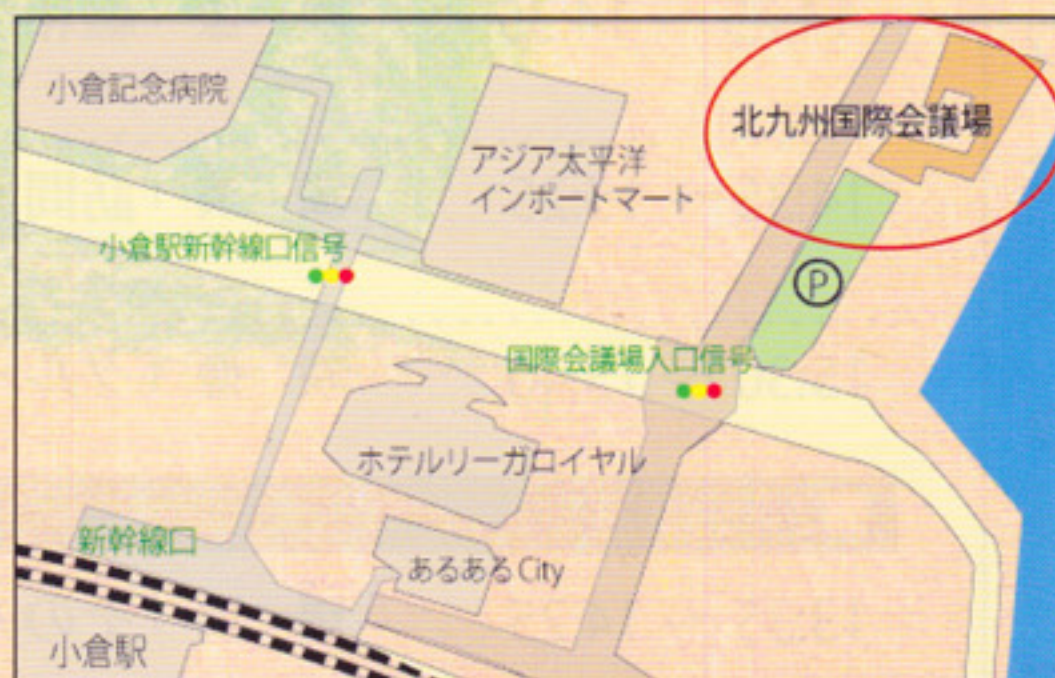 小倉記念病院
北九州国際会議場
アジア太平洋
インポートマート
小倉駅新幹線口信号
P
国際会議場入口信号
ホテルリーガロイヤル
新幹線口
あるあるCity
小倉駅